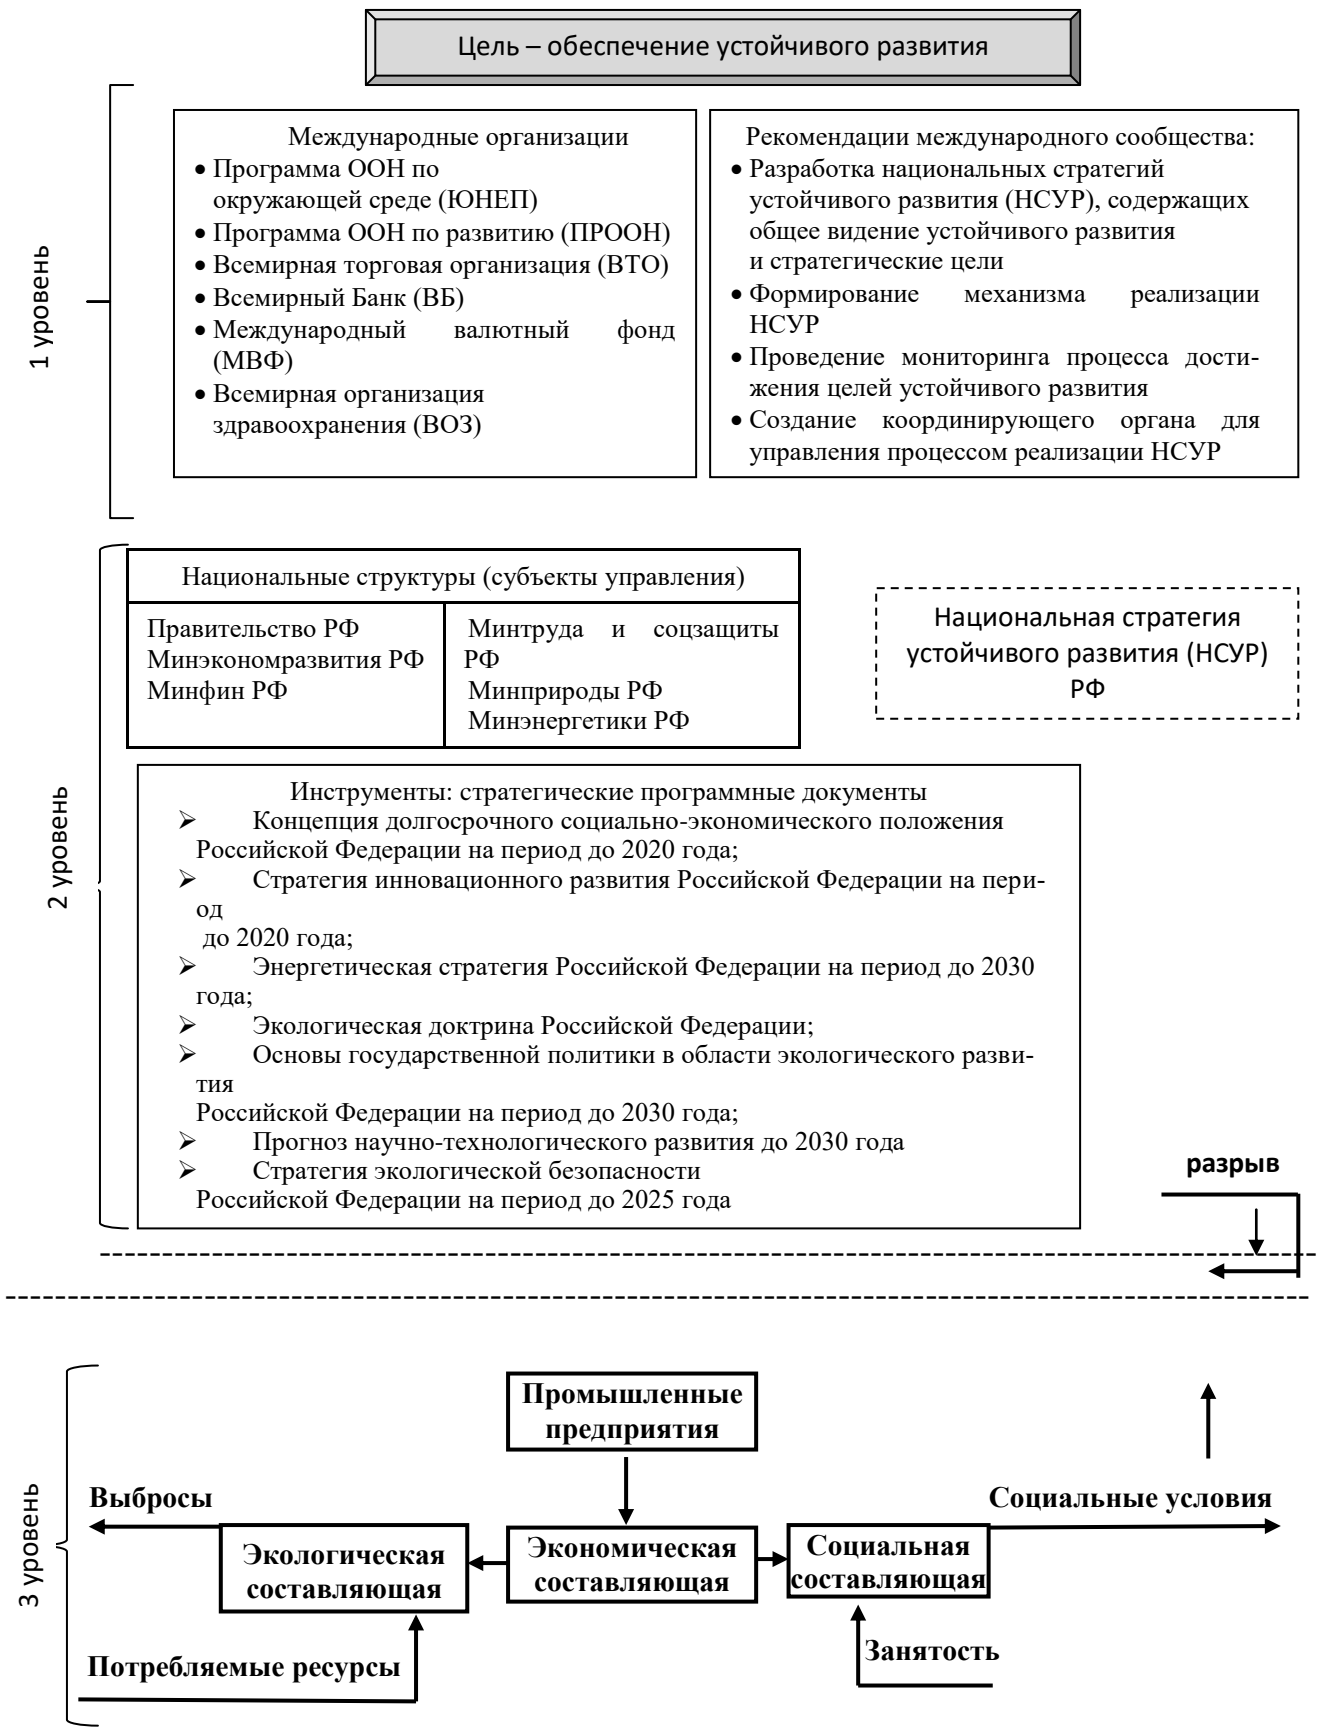 Цель – обеспечение устойчивого развития
1 уровень
Международные организации
• Программа ООН по
окружающей среде (ЮНЕП)
• Программа ООН по развитию (ПРООН)
• Всемирная торговая организация (ВТО)
• Всемирный Банк (ВБ)
• Международный валютный фонд
(МВФ)
• Всемирная организация
здравоохранения (ВОЗ)
Рекомендации международного сообщества:
• Разработка национальных стратегий
устойчивого развития (НСУР), содержащих
общее видение устойчивого развития
и стратегические цели
• Формирование механизма реализации
НСУР
• Проведение мониторинга процесса дости-
жения целей устойчивого развития
• Создание координирующего органа для
управления процессом реализации НСУР
2 уровень
Национальные структуры (субъекты управления)
Правительство РФ
Минэкономразвития РФ
Минфин РФ
Минтруда и соцзащиты
РФ
Минприроды РФ
Минэнергетики РФ
Национальная стратегия
устойчивого развития (НСУР)
РФ
Инструменты: стратегические программные документы
➢ Концепция долгосрочного социально-экономического положения
Российской Федерации на период до 2020 года;
➢ Стратегия инновационного развития Российской Федерации на пери-
од
до 2020 года;
➢ Энергетическая стратегия Российской Федерации на период до 2030
года;
➢ Экологическая доктрина Российской Федерации;
➢ Основы государственной политики в области экологического разви-
тия
Российской Федерации на период до 2030 года;
➢ Прогноз научно-технологического развития до 2030 года
➢ Стратегия экологической безопасности
Российской Федерации на период до 2025 года
разрыв
3 уровень
Промышленные
предприятия
Выбросы
Социальные условия
Экологическая
составляющая
Экономическая
составляющая
Социальная
составляющая
Потребляемые ресурсы
Занятость